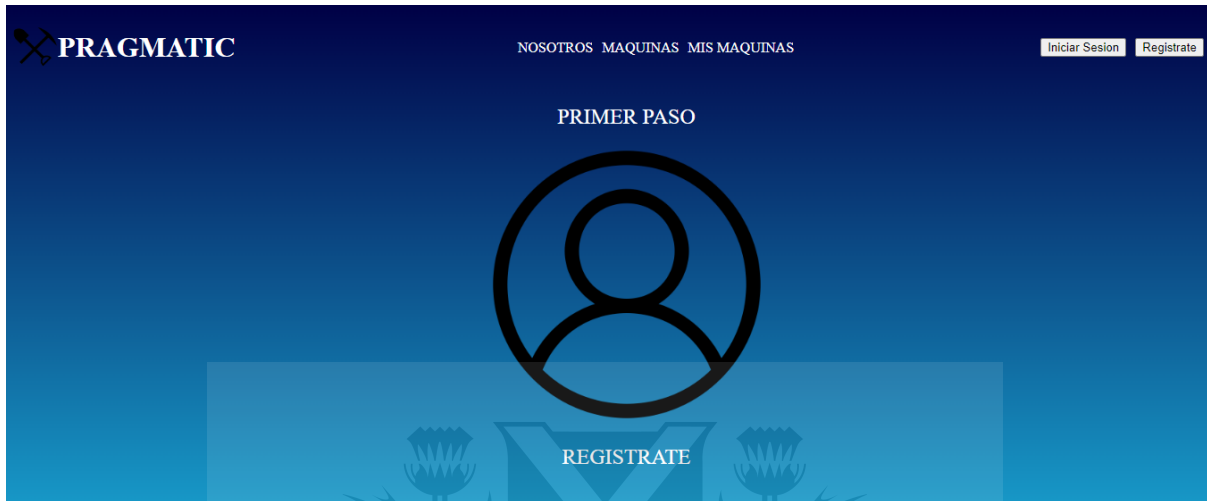 PRAGMATIC
NOSOTROS MAQUINAS MIS MAQUINAS
Iniciar Sesion Registrate
PRIMER PASO
REGISTRATE